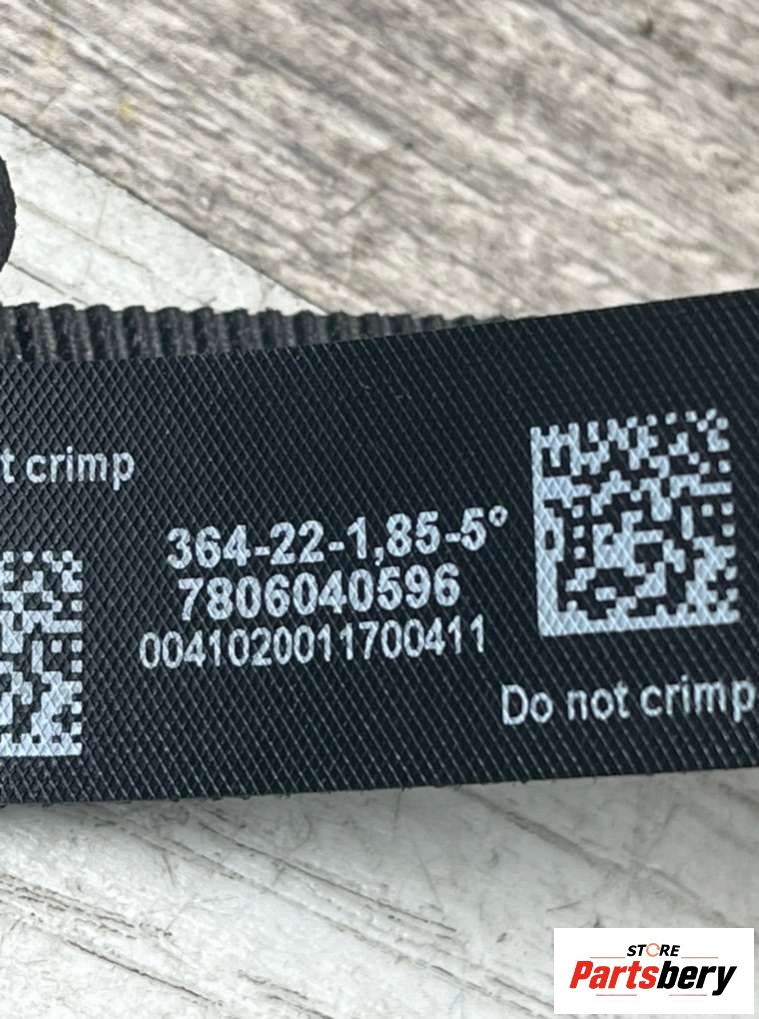 t crimp
364-22-1,85-5°
7806040596
0041020011700411
Do not crimp
STORE
Partsbery